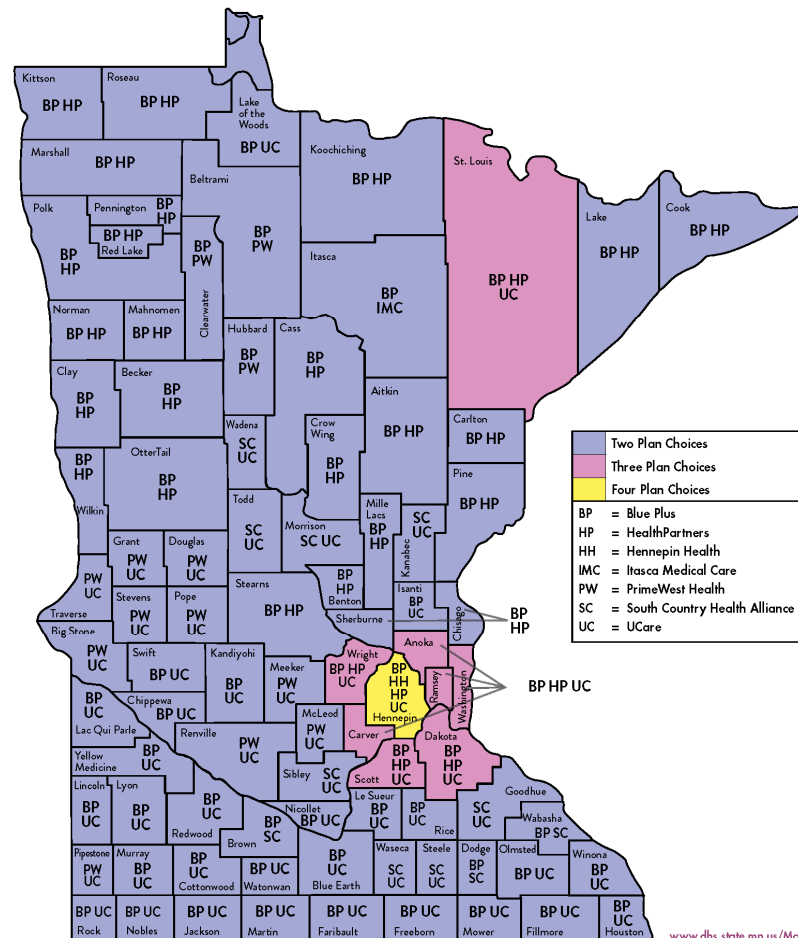 Kittson
BP HP
Roseau
BP HP
Lake
of the
Woods
BP UC
Koochiching
BP HP
St. Louis
BP HP
UC
Lake
BP HP
Cook
BP HP
Marshall
BP HP
Beltrami
BP
PW
Polk
BP
HP
Pennington
BP
HP
BP HP
Red Lake
BP
PW
Clearwater
Itasca
BP
IMC
Norman
BP HP
Mahnomen
BP HP
Hubbard
BP
PW
Cass
BP
HP
Clay
BP
HP
Becker
BP
HP
Aitkin
BP HP
Carlton
BP HP
Wadena
SC
UC
Crow
Wing
BP
HP
BP
HP
Wilkin
OtterTail
BP
HP
Pine
BP HP
Todd
SC
UC
Morrison
SC UC
Mille
Lacs
BP
HP
SC
UC
Kanabec
Grant
PW
UC
Douglas
PW
UC
PW
UC
Traverse
Stevens
PW
UC
Pope
PW
UC
Stearns
BP HP
BP
HP
Benton
Isanti
BP
UC
Chisago
Sherburne
BP
HP
Big Stone
PW
UC
Swift
BP UC
Kandiyohi
BP
UC
Meeker
PW
UC
Wright
BP HP
UC
Anoka
BP
HH
HP
UC
Hennepin
Ramsey
Washington
BP HP UC
BP
UC
Lac Qui Parle
Chippewa
BP UC
Renville
PW
UC
McLeod
PW
UC
Carver
Dakota
BP
HP
UC
Scott
BP
HP
UC
Yellow
Medicine
BP
UC
Sibley
SC
UC
Lincoln
BP
UC
Lyon
BP
UC
Redwood
BP
UC
Brown
BP
SC
Nicollet
BP UC
Le Sueur
BP
UC
BP
UC
Rice
SC
UC
Goodhue
Wabasha
BP SC
Pipestone
PW
UC
Murray
BP
UC
BP
UC
Cottonwood
BP UC
Watonwan
BP
UC
Blue Earth
Waseca
SC
UC
Steele
SC
UC
Dodge
BP
SC
Olmsted
BP UC
Winona
BP
UC
BP UC
Rock
BP UC
Nobles
BP UC
Jackson
BP UC
Martin
BP UC
Faribault
BP UC
Freeborn
BP UC
Mower
BP UC
Fillmore
BP
UC
Houston
Two Plan Choices
Three Plan Choices
Four Plan Choices
BP = Blue Plus
HP = HealthPartners
HH = Hennepin Health
IMC = Itasca Medical Care
PW = PrimeWest Health
SC = South Country Health Alliance
UC = UCare